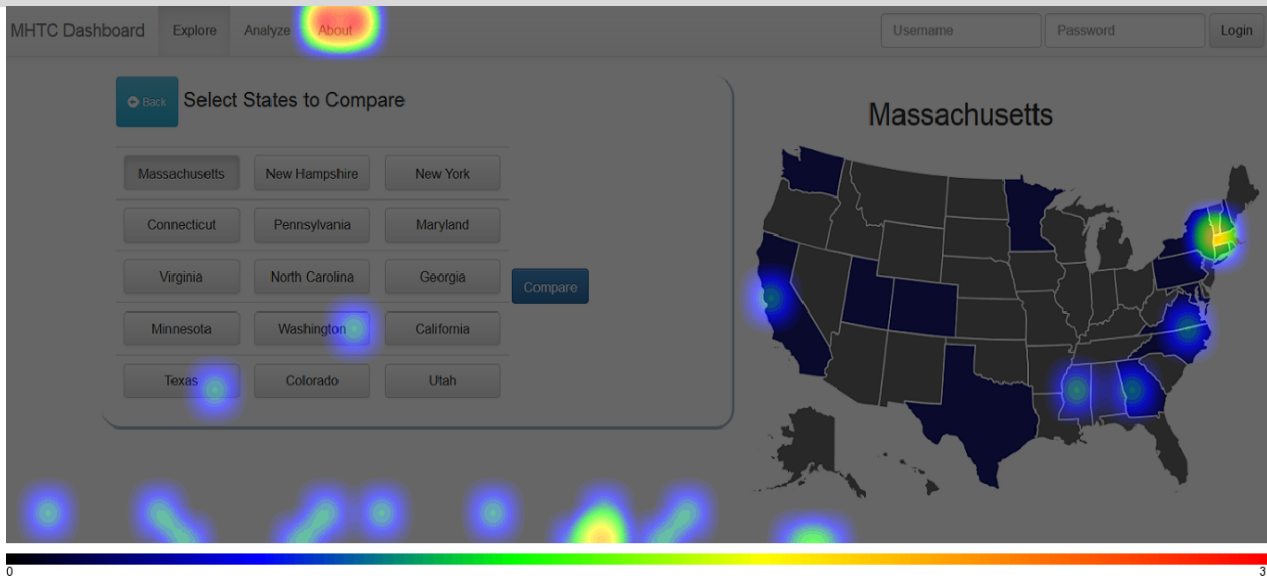 MHTC Dashboard Explore Analyze About Username Password Login
Back Select States to Compare
Massachusetts
Massachusetts New Hampshire New York
Connecticut Pennsylvania Maryland
Virginia North Carolina Georgia
Compare
Minnesota Washington California
Texas Colorado Utah
0 3